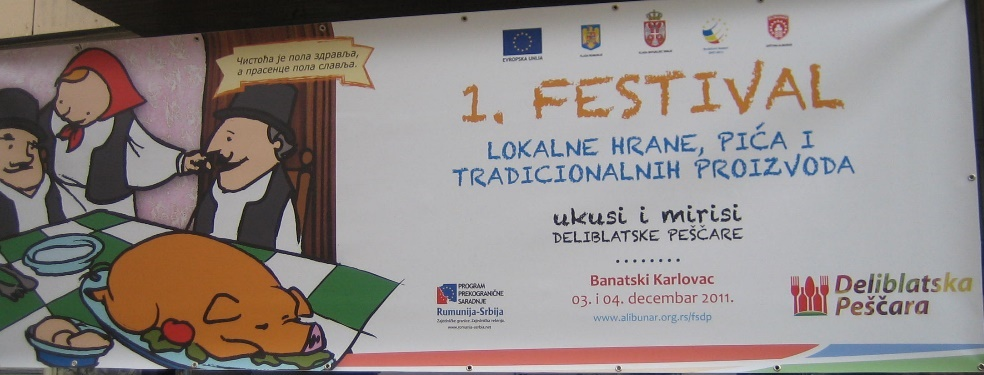 Чистоћа је пола здравља,
а прасенце пола славља.
EVROPSKA UNIJA
1. FESTIVAL
LOKALNE HRANE, PIĆA I
TRADICIONALNIH PROIZVODA
ukusi i mirisi
DELIBLATSKE PEŠČARE
........
Banatski Karlovac
03. i 04. decembar 2011.
www.alibunar.org.rs/fsdp
PROGRAM
PREKOGRANIČNE
SARADNJE
Rumunija-Srbija
Deliblatska
Peščara